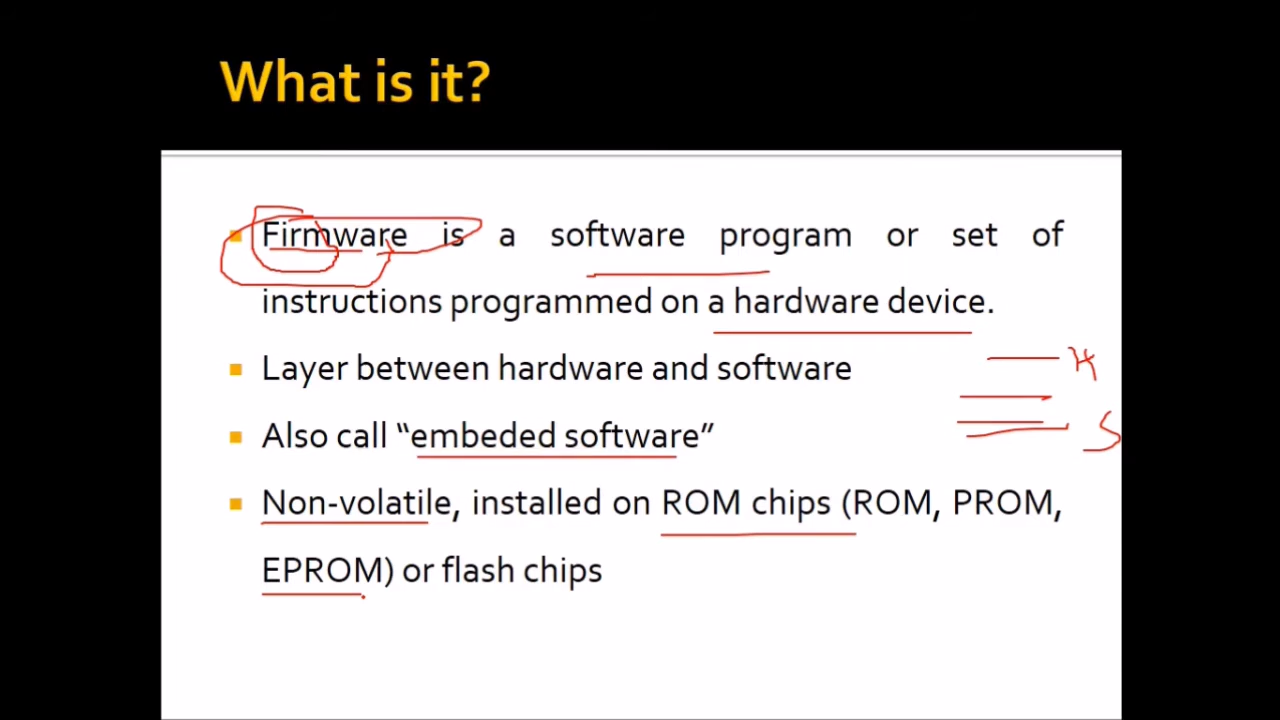 What is it?
Firmware is a software program or set of
instructions programmed on a hardware device.
Layer between hardware and software
H
Also call “embeded software”
S
Non-volatile, installed on ROM chips (ROM, PROM,
EPROM) or flash chips